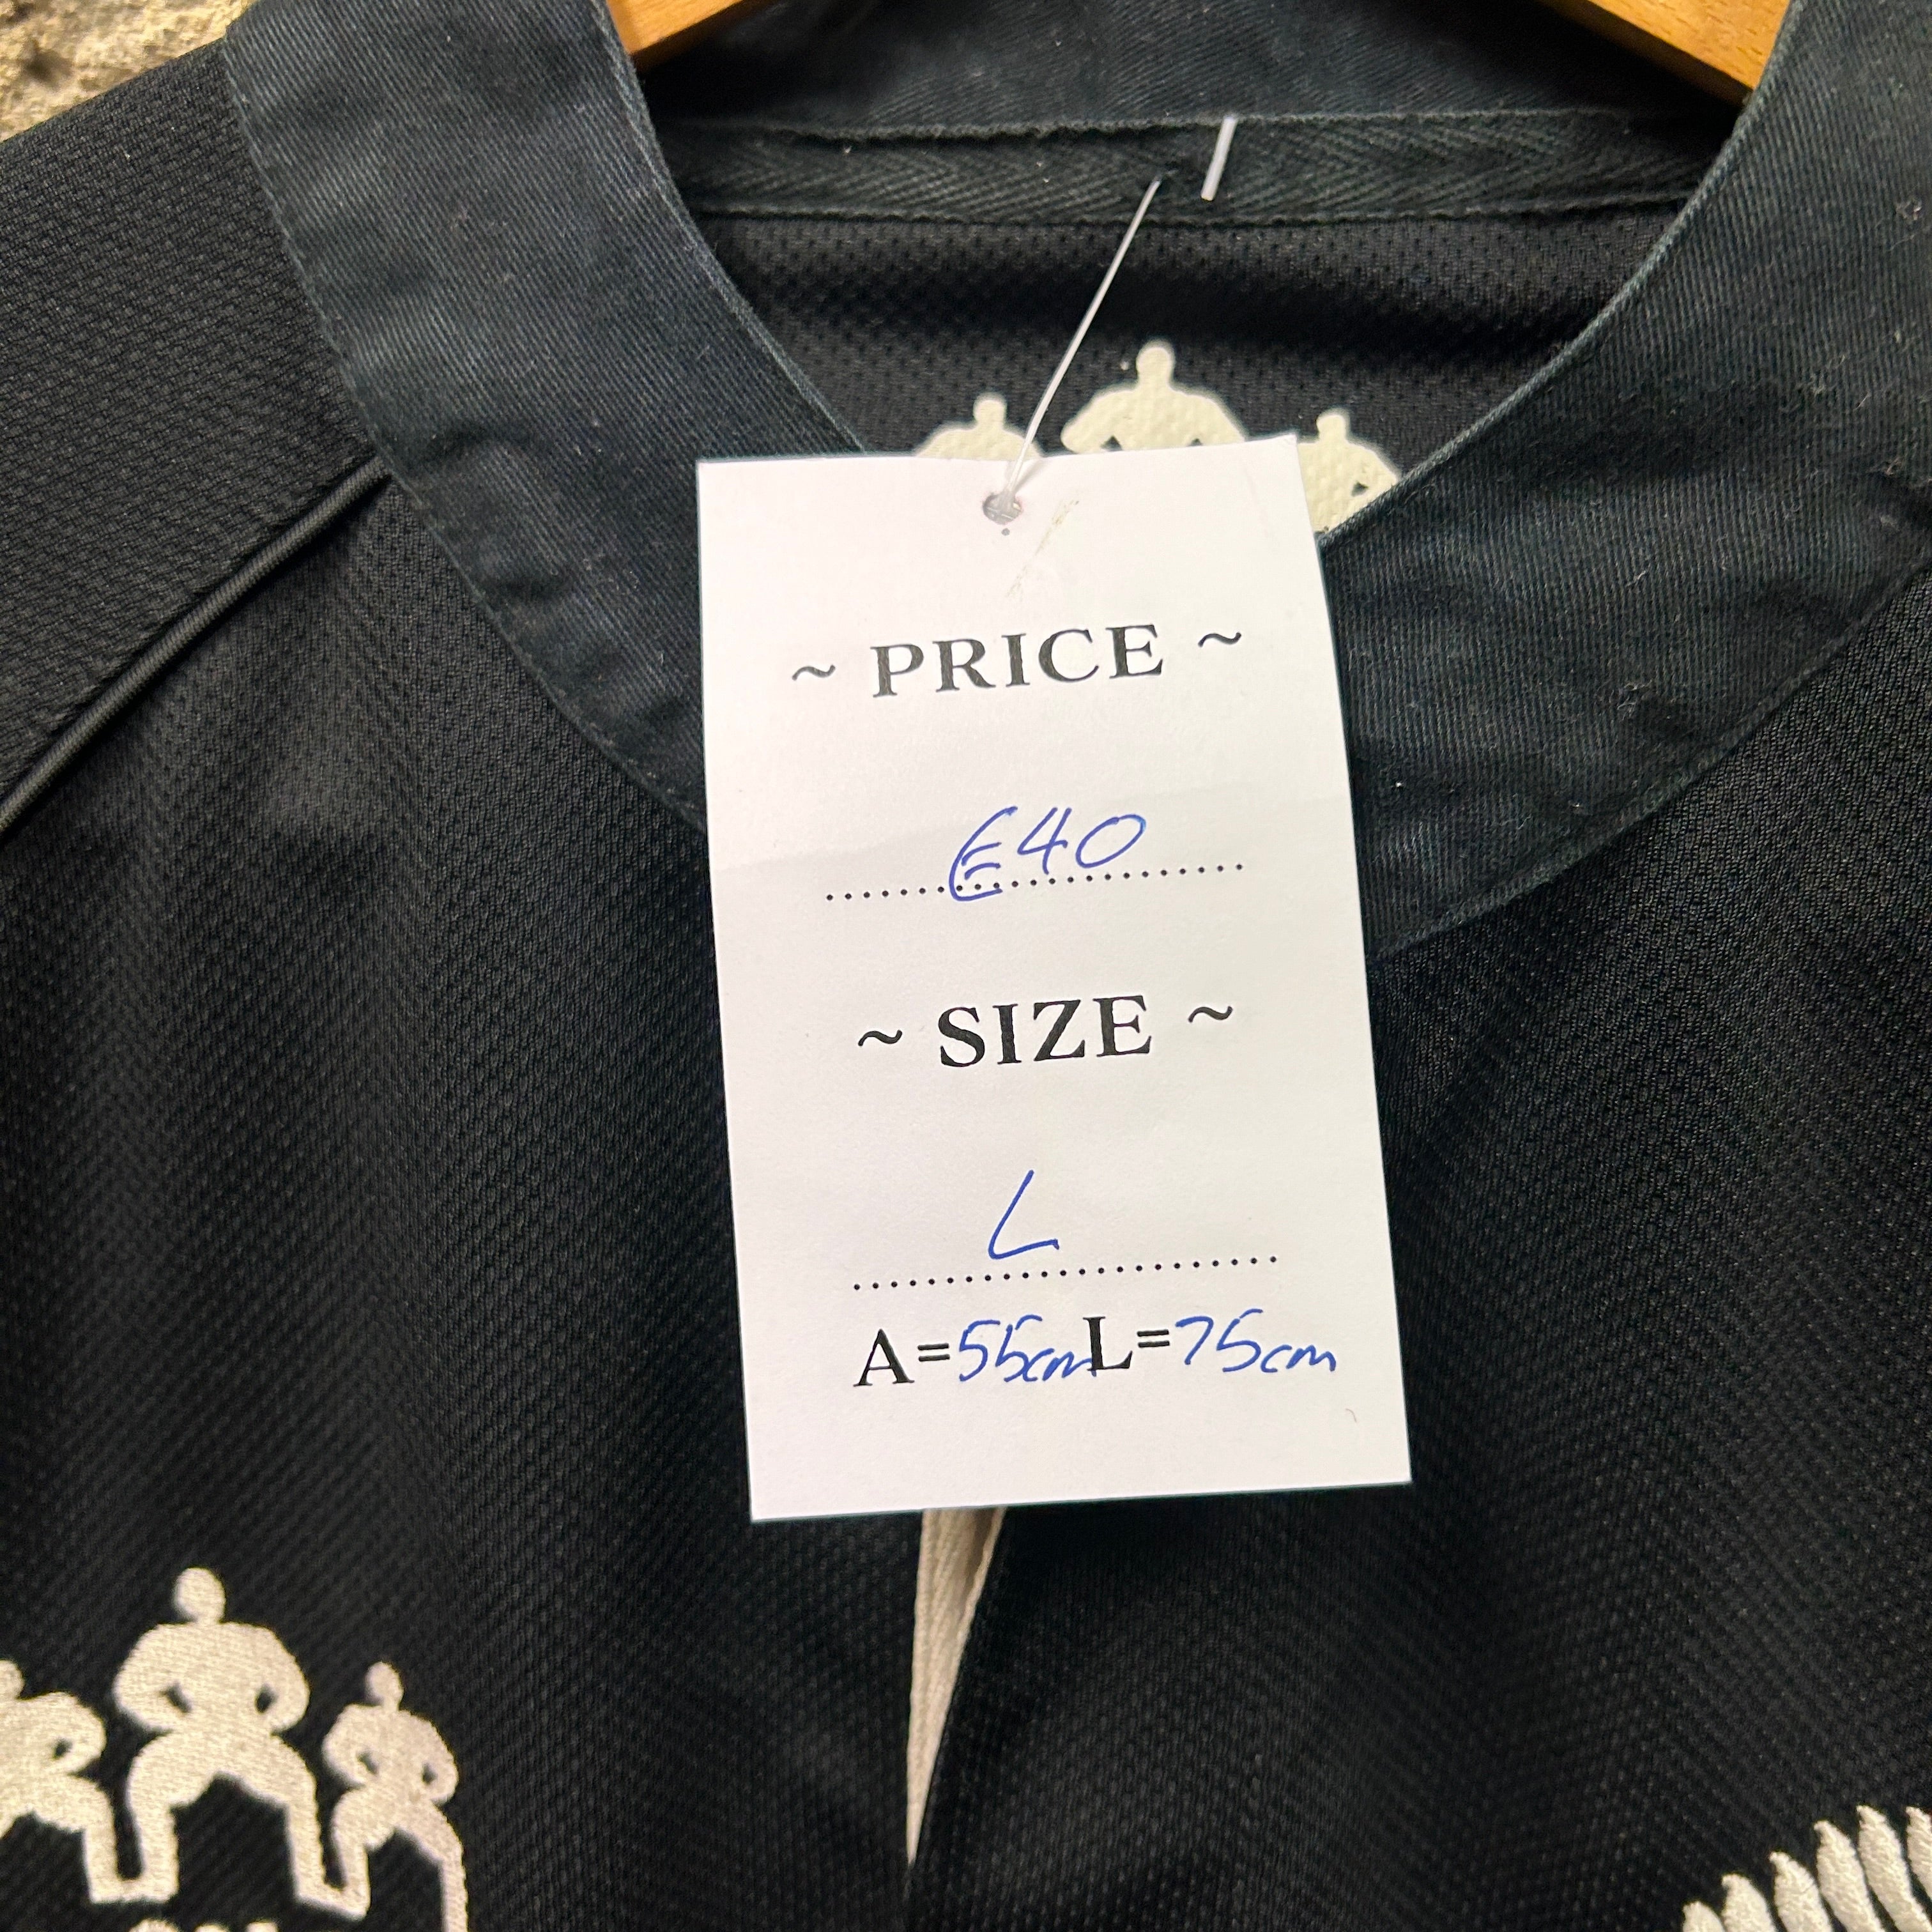 ~ PRICE ~
€40
~ SIZE ~
L
A=55cm L=75cm